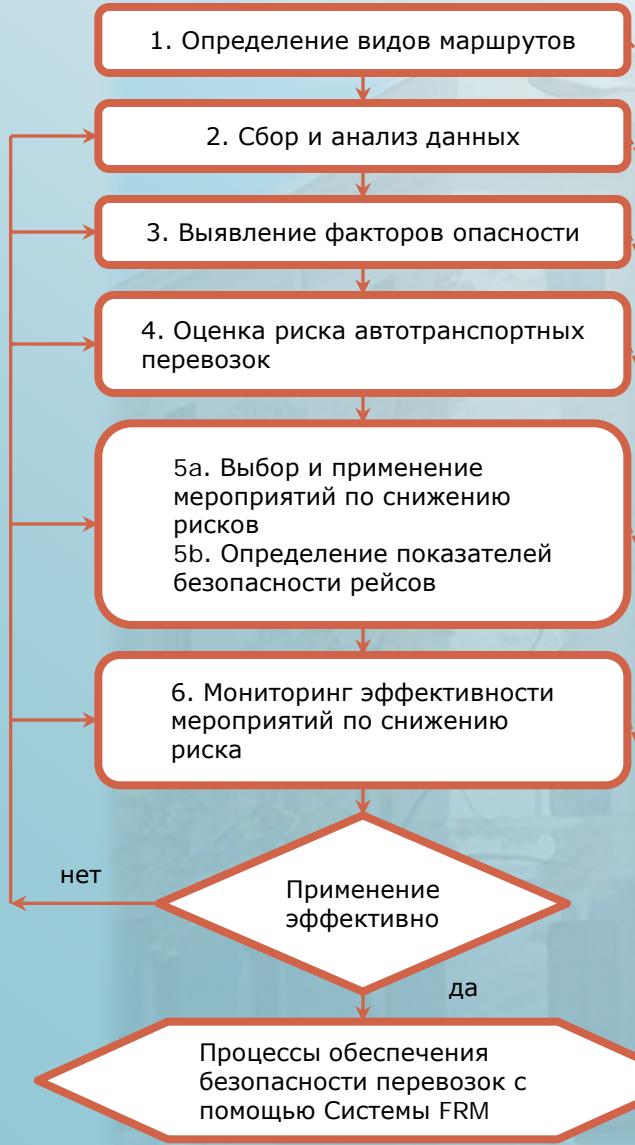 1. Определение видов маршрутов
2. Сбор и анализ данных
3. Выявление факторов опасности
4. Оценка риска автотранспортных
перевозок
5a. Выбор и применение
мероприятий по снижению
рисков
5b. Определение показателей
безопасности рейсов
6. Мониторинг эффективности
мероприятий по снижению
риска
нет
Применение
эффективно
да
Процессы обеспечения
безопасности перевозок с
помощью Системы FRM